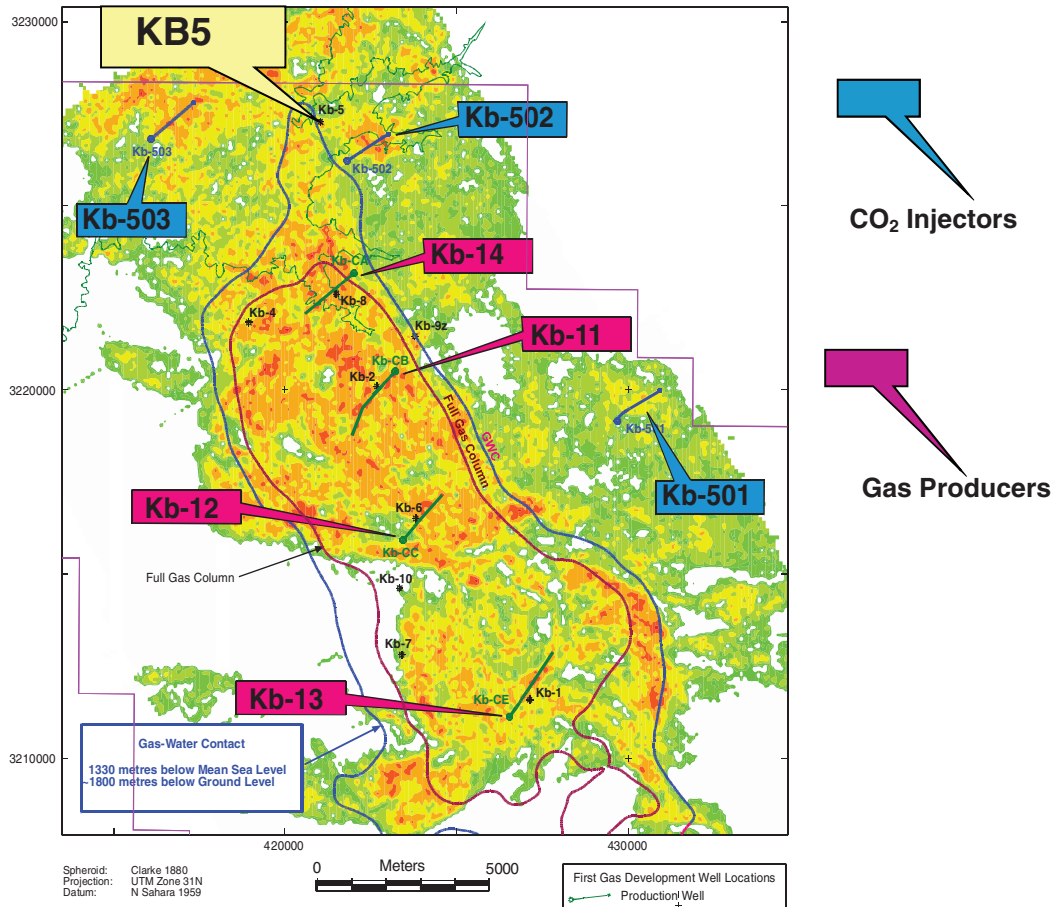 3230000
KB5
Kb-5
Kb-502
Kb-503
Kb-502
Kb-503
CO₂ Injectors
Kb-14
Kb-CA
Kb-8
Kb-4
Kb-9z
Kb-11
Kb-CB
Kb-2
3220000
Full Gas Column
GWC
Kb-501
Kb-501
Gas Producers
Kb-12
Kb-6
Kb-CC
Full Gas Column
Kb-10
Kb-7
Kb-13
Kb-CE
Kb-1
Gas-Water Contact
1330 metres below Mean Sea Level
~1800 metres below Ground Level
3210000
420000
430000
Spheroid: Clarke 1880
Projection: UTM Zone 31N
Datum: N Sahara 1959
0 Meters 5000
First Gas Development Well Locations
Production Well